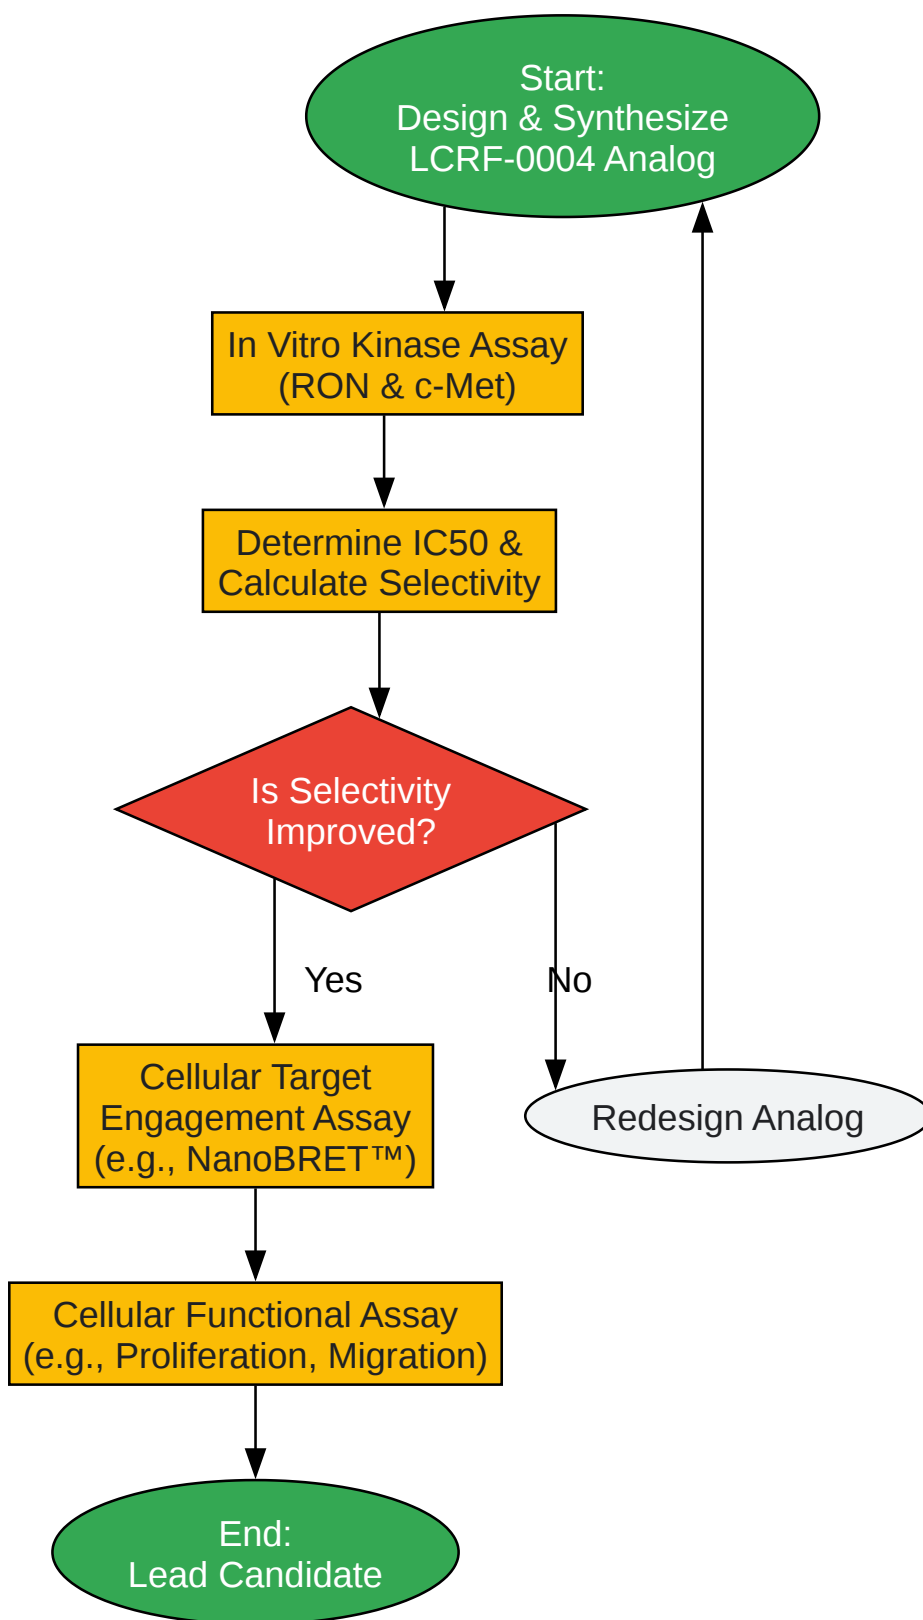 Start:
Design & Synthesize
LCRF-0004 Analog
In Vitro Kinase Assay
(RON & c-Met)
Determine IC50 &
Calculate Selectivity
Is Selectivity
Improved?
Yes
No
Cellular Target
Engagement Assay
(e.g., NanoBRET™)
Redesign Analog
Cellular Functional Assay
(e.g., Proliferation, Migration)
End:
Lead Candidate